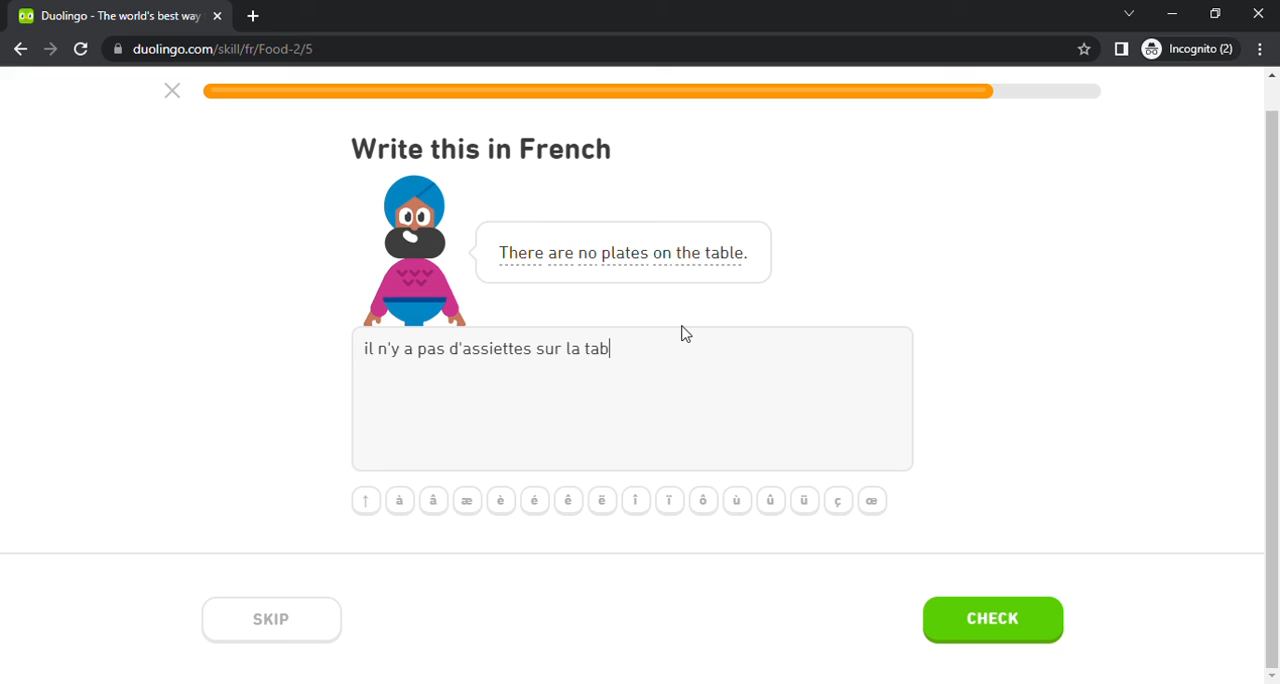 Duolingo - The world's best way
duolingo.com/skill/fr/Food-2/5
Incognito (2)
Write this in French
There are no plates on the table.
il n'y a pas d'assiettes sur la tab
↑ à â æ è é ê ë î ï ô ù û ü ç œ
SKIP
CHECK